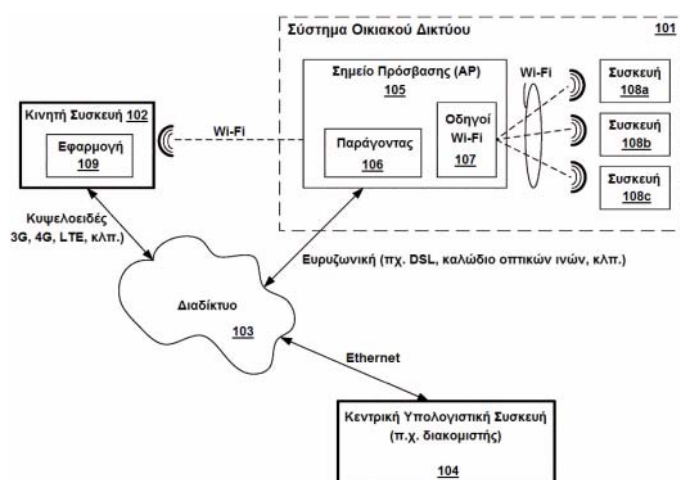 Σύστημα Οικιακού Δικτύου 101
Σημείο Πρόσβασης (AP)
105
Wi-Fi
Συσκευή
108a
Κινητή Συσκευή 102
Εφαρμογή
109
Wi-Fi
Παράγοντας
106
Οδηγοί
Wi-Fi
107
Συσκευή
108b
Συσκευή
108c
Κυψελοειδές
3G, 4G, LTE, κλπ.)
Ευρυζωνική (πχ. DSL, καλώδιο οπτικών ινών, κλπ.)
Διαδίκτυο
103
Ethernet
Κεντρική Υπολογιστική Συσκευή
(π.χ. διακομιστής)
104